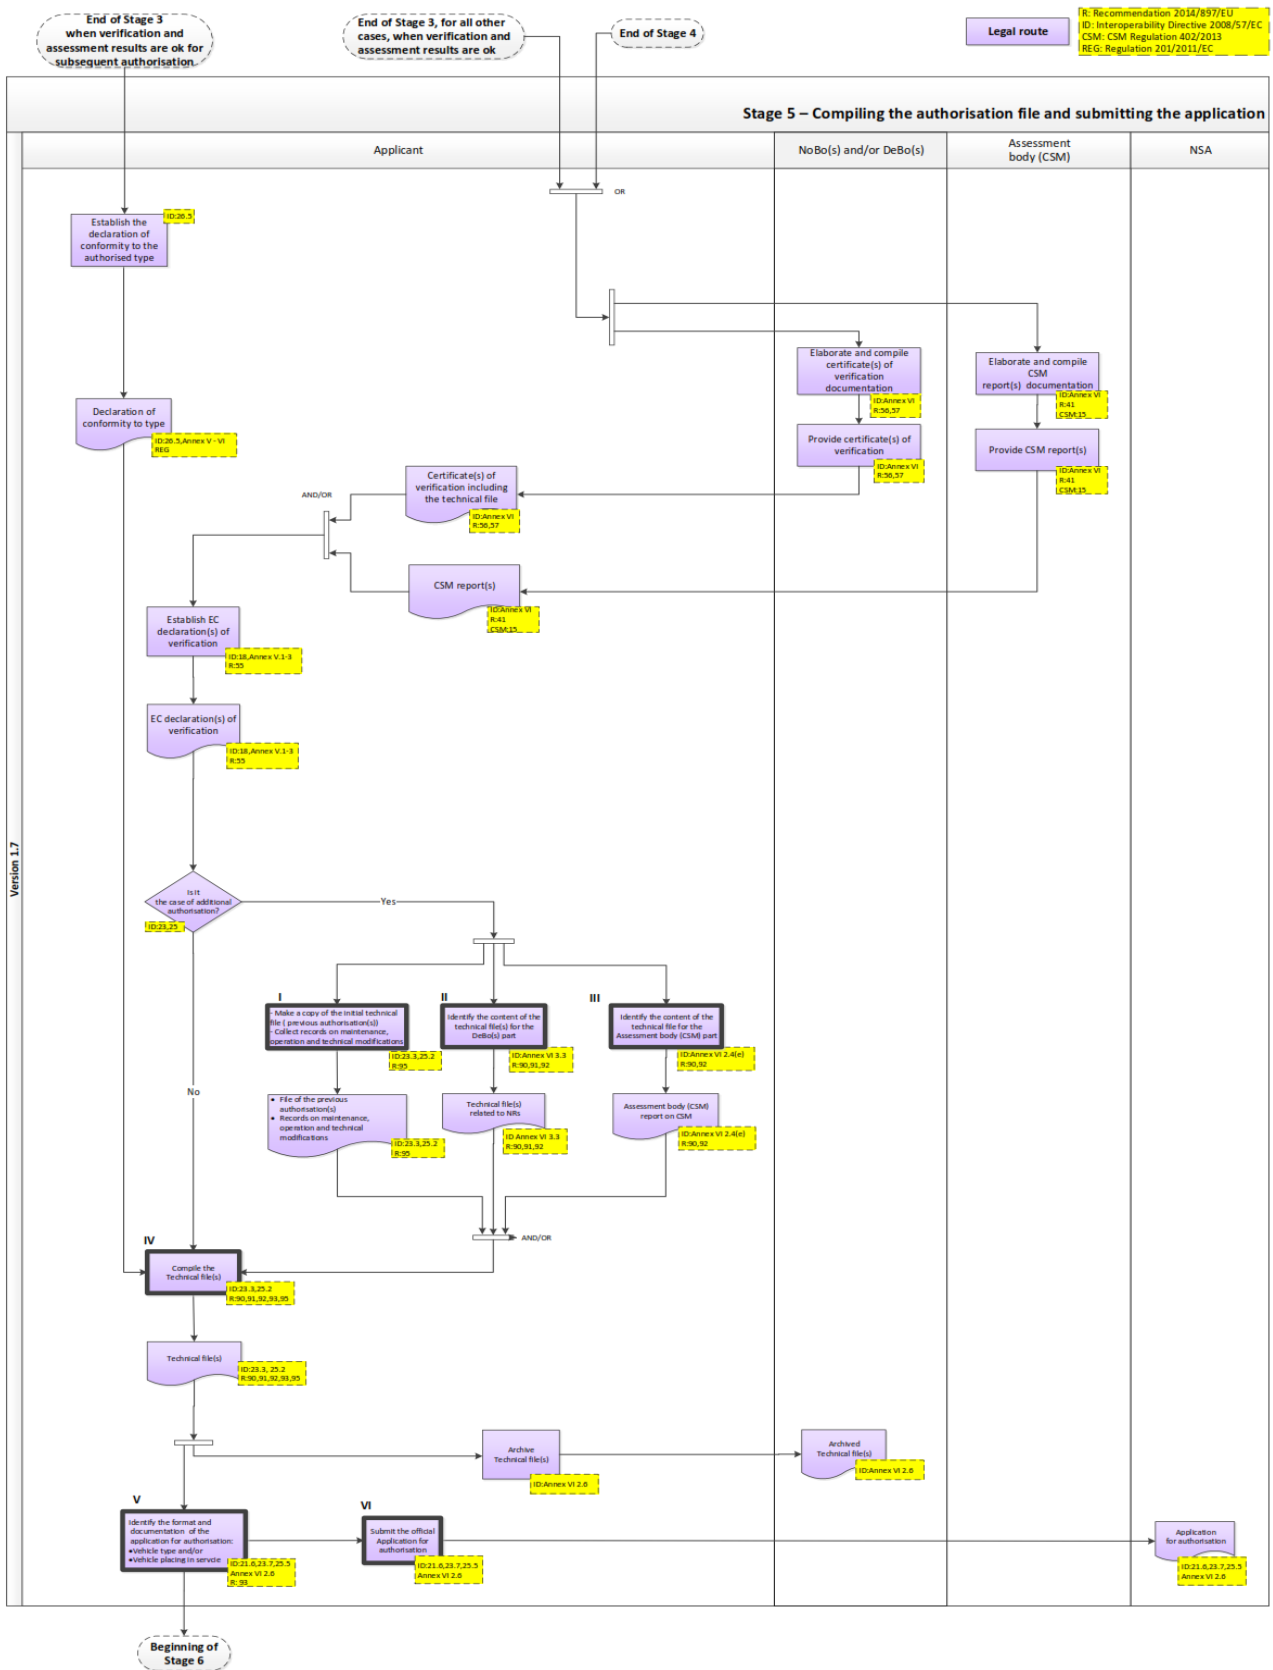 End of Stage 3
when verification and
assessment results are ok for
subsequent authorisation
End of Stage 3, for all other
cases, when verification and
assessment results are ok
End of Stage 4
Legal route
R: Recommendation 2014/897/EU
ID: Interoperability Directive 2008/57/EC
CSM: CSM Regulation 402/2013
REG: Regulation 201/2011/EC
Stage 5 – Compiling the authorisation file and submitting the application
Version 1.7
Applicant
NoBo(s) and/or DeBo(s)
Assessment
body (CSM)
NSA
OR
ID:26.5
Establish the
declaration of
conformity to the
authorised type
Elaborate and compile
certificate(s) of
verification
documentation
ID:Annex VI
R:56,57
Elaborate and compile
CSM
report(s) documentation
ID:Annex VI
R:41
CSM:15
Declaration of
conformity to type
ID:26.5,Annex V - VI
REG
Provide certificate(s) of
verification
ID:Annex VI
R:56,57
Provide CSM report(s)
ID:Annex VI
R:41
CSM:15
AND/OR
Certificate(s) of
verification including
the technical file
ID:Annex VI
R:56,57
CSM report(s)
ID:Annex VI
R:41
CSM:15
Establish EC
declaration(s) of
verification
ID:18,Annex V.1-3
R:55
EC declaration(s) of
verification
ID:18,Annex V.1-3
R:55
Is it
the case of additional
authorisation?
ID:23,25
Yes
No
I
- Make a copy of the initial technical
file ( previous authorisation(s))
- Collect records on maintenance,
operation and technical modifications
ID:23.3,25.2
R:95
II
Identify the content of the
technical file(s) for the
DeBo(s) part
ID:Annex VI 3.3
R:90,91,92
III
Identify the content of the
technical file for the
Assessment body (CSM) part
ID:Annex VI 2.4(e)
R:90,92
• File of the previous
authorisation(s)
• Records on maintenance,
operation and technical
modifications
ID:23.3,25.2
R:95
Technical file(s)
related to NRs
ID:Annex VI 3.3
R:90,91,92
Assessment body (CSM)
report on CSM
ID:Annex VI 2.4(e)
R:90,92
AND/OR
IV
Compile the
Technical file(s)
ID:23.3,25.2
R:90,91,92,93,95
Technical file(s)
ID:23.3, 25.2
R:90,91,92,93,95
Archive
Technical file(s)
ID:Annex VI 2.6
Archived
Technical file(s)
ID:Annex VI 2.6
V
Identify the format and
documentation of the
application for authorisation:
•Vehicle type and/or
•Vehicle placing in servcie
ID:21.6,23.7,25.5
Annex VI 2.6
R: 93
VI
Submit the official
Application for
authorisation
ID:21.6,23.7,25.5
Annex VI 2.6
Application
for authorisation
ID:21.6,23.7,25.5
Annex VI 2.6
Beginning of
Stage 6